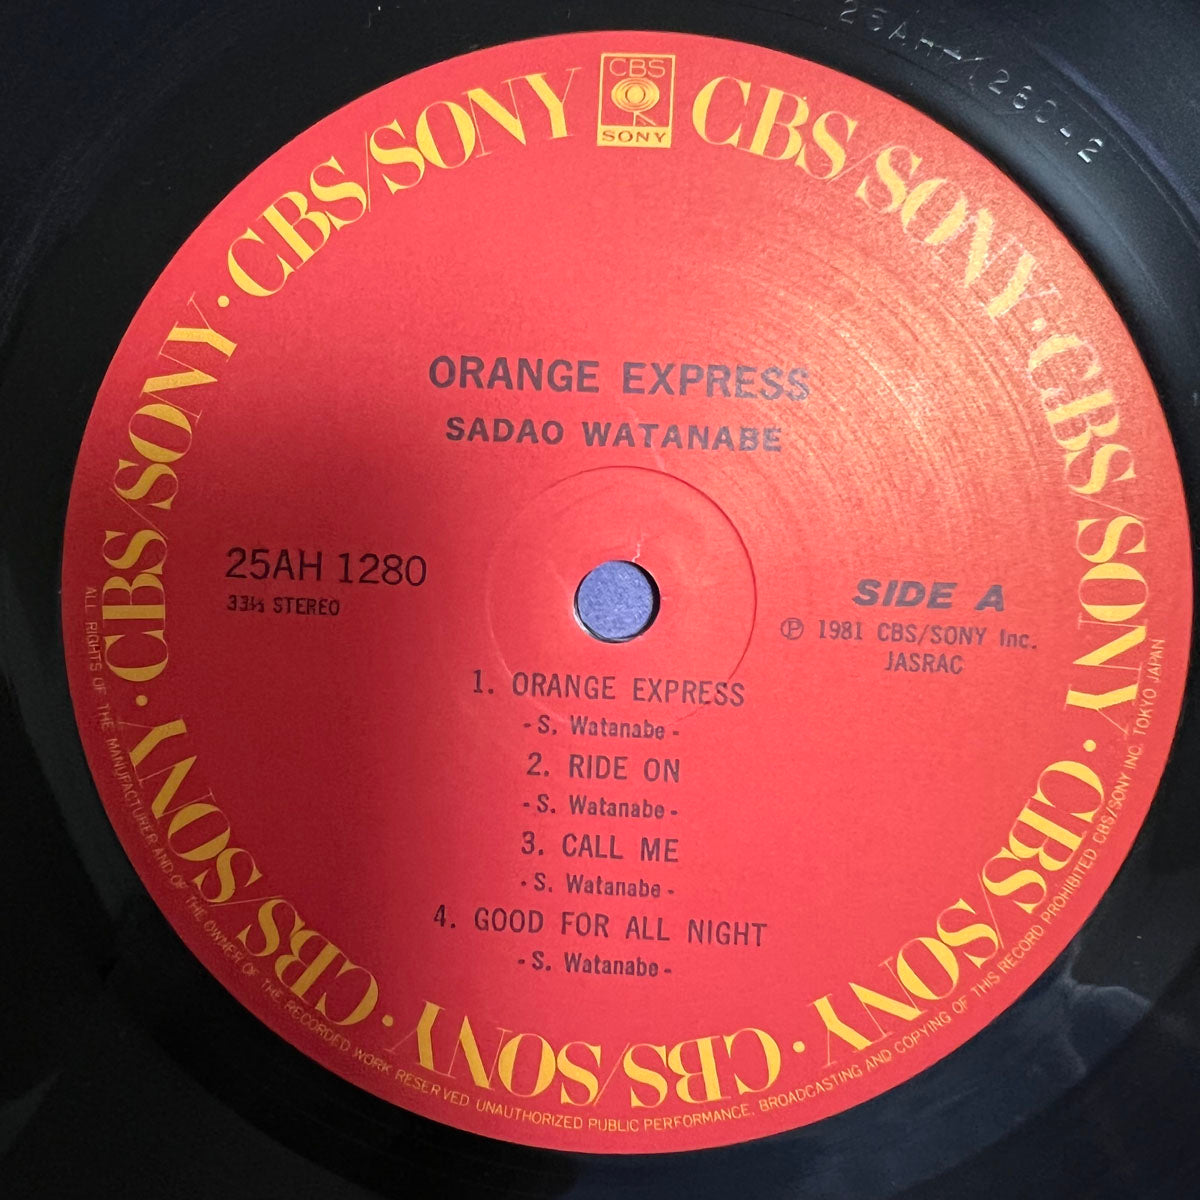 CBS
SONY
CBS/SONY · CBS/SONY · CBS/SONY · CBS/SONY · CBS/SONY · CBS/SONY · CBS/SONY · CBS/SONY · CBS/SONY
ORANGE EXPRESS
SADAO WATANABE
25AH 1280
33⅓ STEREO
SIDE A
Ⓟ 1981 CBS/SONY Inc.
JASRAC
1. ORANGE EXPRESS
- S. Watanabe -
2. RIDE ON
- S. Watanabe -
3. CALL ME
- S. Watanabe -
4. GOOD FOR ALL NIGHT
- S. Watanabe -
ALL RIGHTS OF THE MANUFACTURER AND OF THE OWNER OF THE RECORDED WORK RESERVED. UNAUTHORIZED PUBLIC PERFORMANCE, BROADCASTING AND COPYING OF THIS RECORD PROHIBITED CBS/SONY INC. TOKYO JAPAN